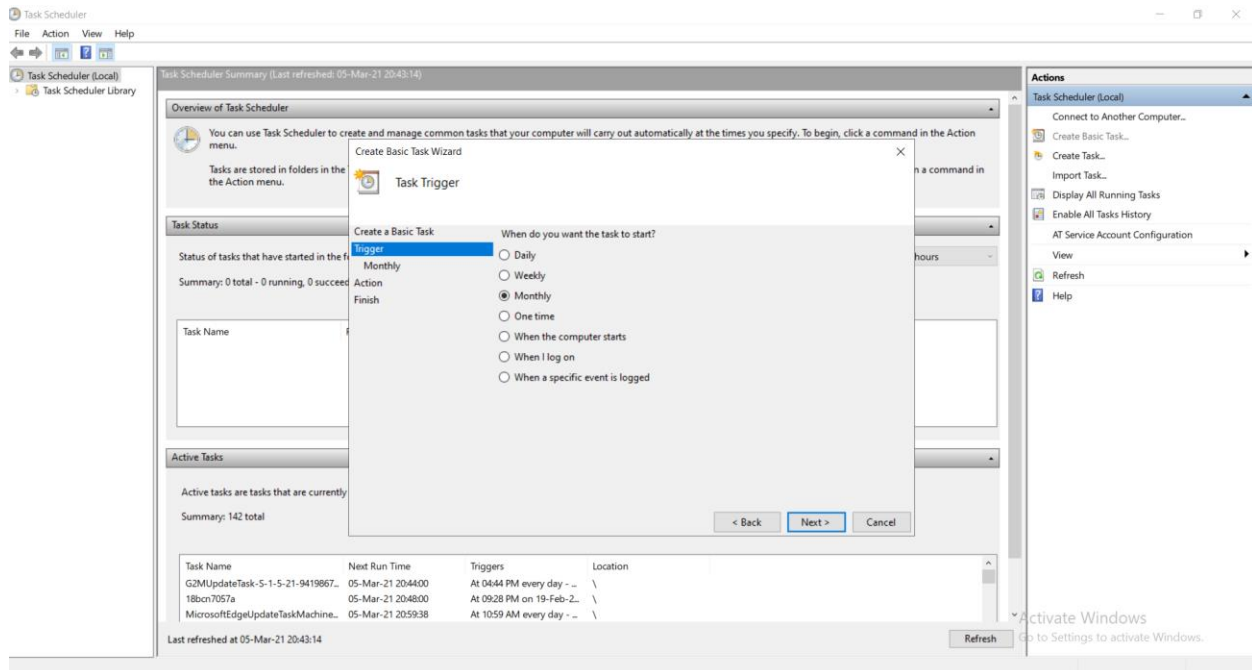 Task Scheduler
File Action View Help
Task Scheduler (Local)
Task Scheduler Library
Task Scheduler Summary (Last refreshed: 05-Mar-21 20:43:14)
Overview of Task Scheduler
You can use Task Scheduler to create and manage common tasks that your computer will carry out automatically at the times you specify. To begin, click a command in the Action
menu.
Tasks are stored in folders in the
n a command in
the Action menu.
Task Status
Status of tasks that have started in the
hours
Summary: 0 total - 0 running, 0 succeed
Task Name
Active Tasks
Active tasks are tasks that are currently
Summary: 142 total
Task Name Next Run Time Triggers Location
G2MUpdateTask-S-1-5-21-9419867... 05-Mar-21 20:44:00 At 04:44 PM every day - ... \
18bcn7057a 05-Mar-21 20:48:00 At 09:28 PM on 19-Feb-2... \
MicrosoftEdgeUpdateTaskMachine... 05-Mar-21 20:59:38 At 10:59 AM every day - ... \
Last refreshed at 05-Mar-21 20:43:14
Refresh
Create Basic Task Wizard
Task Trigger
Create a Basic Task
Trigger
Monthly
Action
Finish
When do you want the task to start?
Daily
Weekly
Monthly
One time
When the computer starts
When I log on
When a specific event is logged
< Back Next > Cancel
Actions
Task Scheduler (Local)
Connect to Another Computer...
Create Basic Task...
Create Task...
Import Task...
Display All Running Tasks
Enable All Tasks History
AT Service Account Configuration
View
Refresh
Help
Activate Windows
Go to Settings to activate Windows.